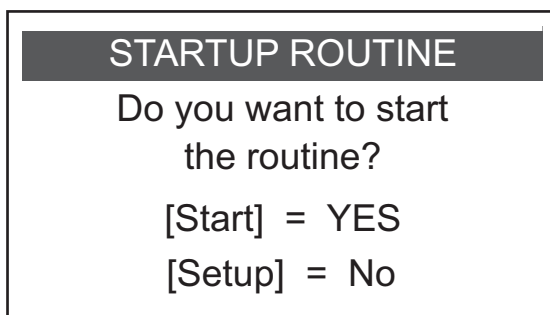 STARTUP ROUTINE
Do you want to start
the routine?
[Start] = YES
[Setup] = No